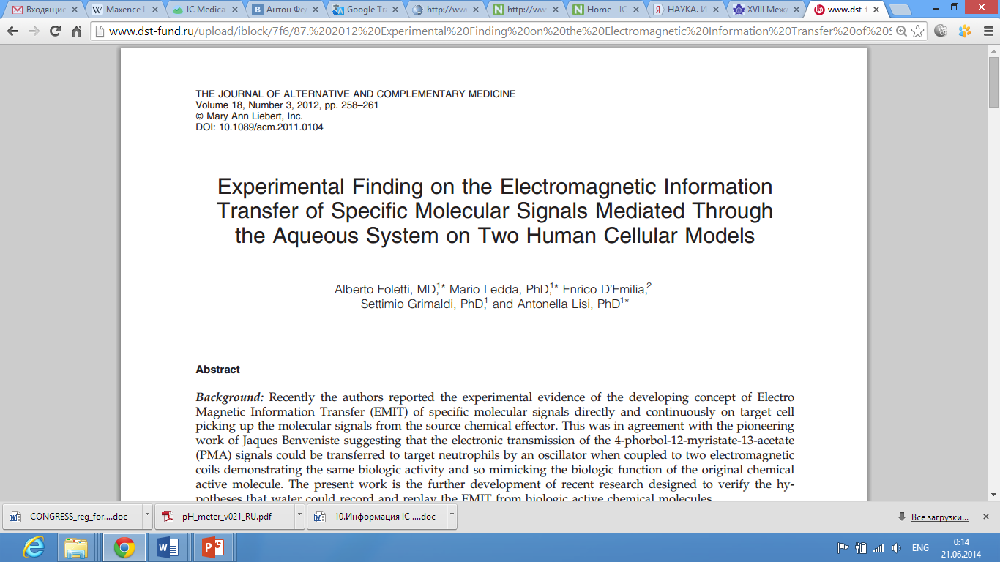 Входящие
Maxence L
IC Medica
Антон Фед
Google Tra
http://ww
http://ww
Home - IC
НАУКА. И
XVIII Меж
www.dst-f
www.dst-fund.ru/upload/iblock/7f6/87.%202012%20Experimental%20Finding%20on%20the%20Electromagnetic%20Information%20Transfer%20of%20S
THE JOURNAL OF ALTERNATIVE AND COMPLEMENTARY MEDICINE
Volume 18, Number 3, 2012, pp. 258–261
© Mary Ann Liebert, Inc.
DOI: 10.1089/acm.2011.0104
Experimental Finding on the Electromagnetic Information
Transfer of Specific Molecular Signals Mediated Through
the Aqueous System on Two Human Cellular Models
Alberto Foletti, MD,1* Mario Ledda, PhD,1* Enrico D'Emilia,2
Settimio Grimaldi, PhD,1 and Antonella Lisi, PhD1*
Abstract
Background: Recently the authors reported the experimental evidence of the developing concept of Electro
Magnetic Information Transfer (EMIT) of specific molecular signals directly and continuously on target cell
picking up the molecular signals from the source chemical effector. This was in agreement with the pioneering
work of Jaques Benveniste suggesting that the electronic transmission of the 4-phorbol-12-myristate-13-acetate
(PMA) signals could be transferred to target neutrophils by an oscillator when coupled to two electromagnetic
coils demonstrating the same biologic activity and so mimicking the biologic function of the original chemical
active molecule. The present work is the further development of recent research designed to verify the hy-
potheses that water could record and replay the EMIT from biologic active chemical molecules.
CONGRESS_reg_for....doc
pH_meter_v021_RU.pdf
10.Информация IC ....doc
Все загрузки...
ENG
0:14
21.06.2014